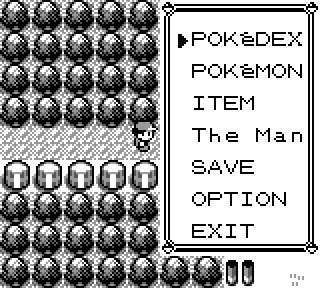 POKéDEX
POKéMON
ITEM
The Man
SAVE
OPTION
EXIT